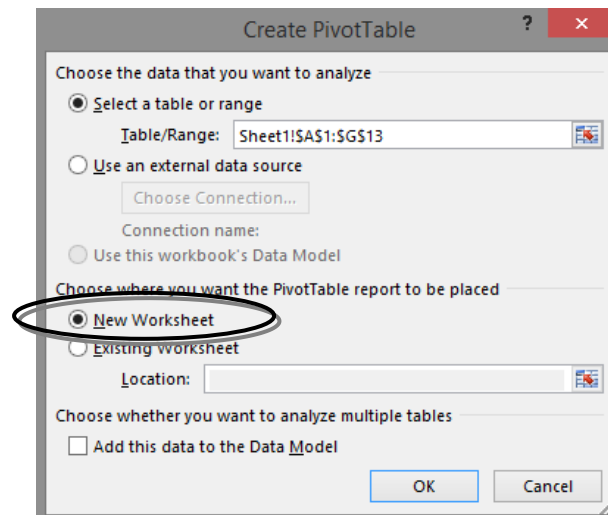 Create PivotTable ? ×
Choose the data that you want to analyze
Select a table or range
Table/Range: Sheet1!$A$1:$G$13
Use an external data source
Choose Connection...
Connection name:
Use this workbook's Data Model
Choose where you want the PivotTable report to be placed
New Worksheet
Existing Worksheet
Location:
Choose whether you want to analyze multiple tables
Add this data to the Data Model
OK Cancel